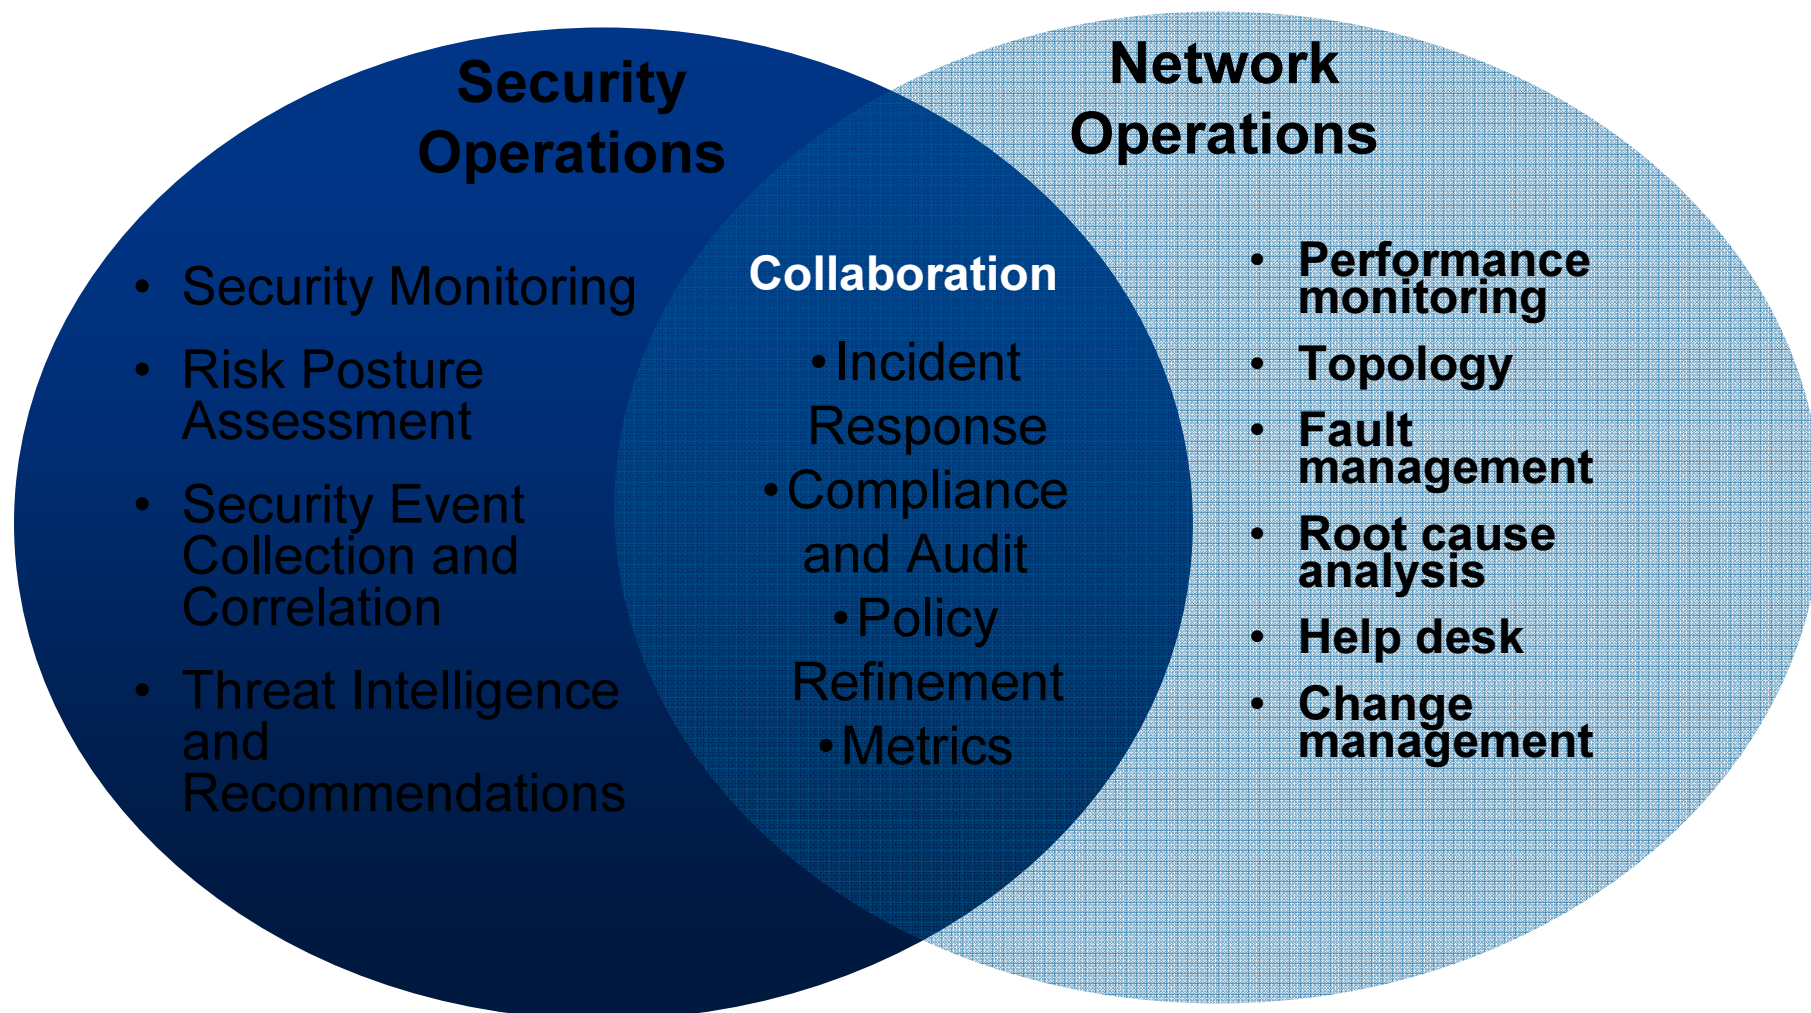 Security
Operations
• Security Monitoring
• Risk Posture
Assessment
• Security Event
Collection and
Correlation
• Threat Intelligence
and
Recommendations
Collaboration
•Incident
Response
•Compliance
and Audit
•Policy
Refinement
•Metrics
Network
Operations
• Performance
monitoring
• Topology
• Fault
management
• Root cause
analysis
• Help desk
• Change
management